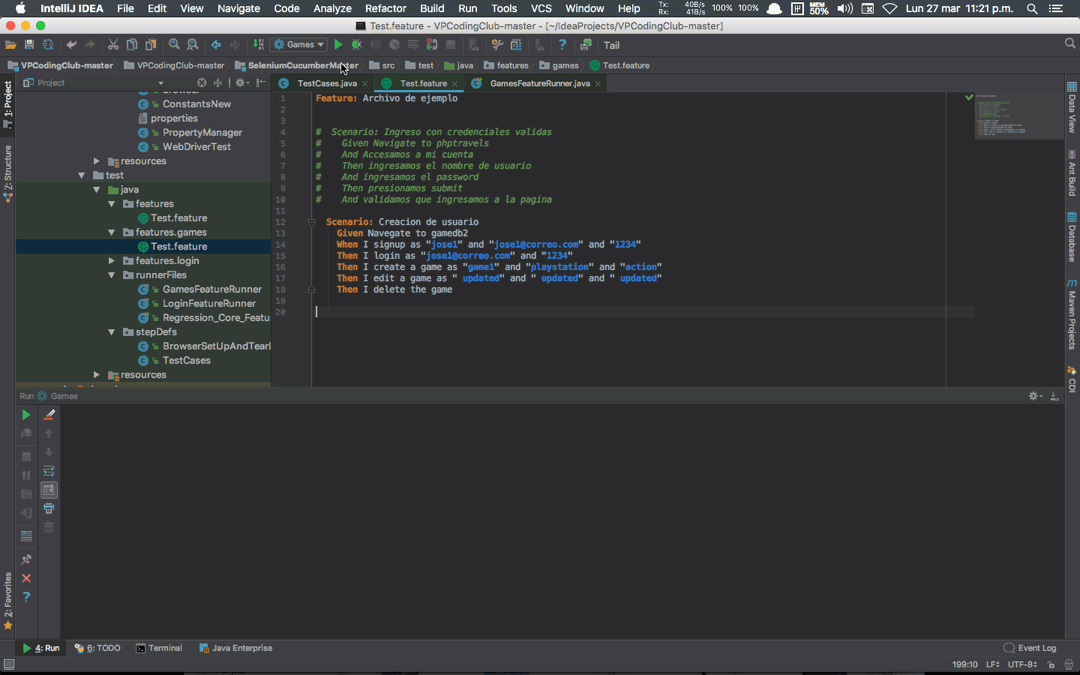 IntelliJ IDEA File Edit View Navigate Code Analyze Refactor Build Run Tools VCS Window Help Tx: Rx: 40B/s 41B/s 100% 100% MEM 50% Lun 27 mar 11:21 p.m.
Test.feature - VPCodingClub-master - [~/IdeaProjects/VPCodingClub-master]
Games Tail
VPCodingClub-master VPCodingClub-master SeleniumCucumberMaster src test java features games Test.feature
Project
TestCases.java Test.feature GamesFeatureRunner.java
1: Project
Z: Structure
2: Favorites
ConstantsNew
properties
PropertyManager
WebDriverTest
resources
test
java
features
Test.feature
features.games
Test.feature
features.login
runnerFiles
GamesFeatureRunner
LoginFeatureRunner
Regression_Core_Featu
stepDefs
BrowserSetUpAndTearI
TestCases
resources
1 Feature: Archivo de ejemplo
2
3
4 # Scenario: Ingreso con credenciales validas
5 # Given Navigate to phptravels
6 # And Accesamos a mi cuenta
7 # Then ingresamos el nombre de usuario
8 # And ingresamos el password
9 # Then presionamos submit
10 # And validamos que ingresamos a la pagina
11
12 Scenario: Creacion de usuario
13 Given Navegate to gamedb2
14 When I signup as "jose1" and "jose1@correo.com" and "1234"
15 Then I login as "jose1@correo.com" and "1234"
16 Then I create a game as "game1" and "playstation" and "action"
17 Then I edit a game as " updated" and " updated" and " updated"
18 Then I delete the game
19
20
Data View
Ant Build
Database
Maven Projects
CDI
Run Games
4: Run 6: TODO Terminal Java Enterprise Event Log
199:10 LF UTF-8